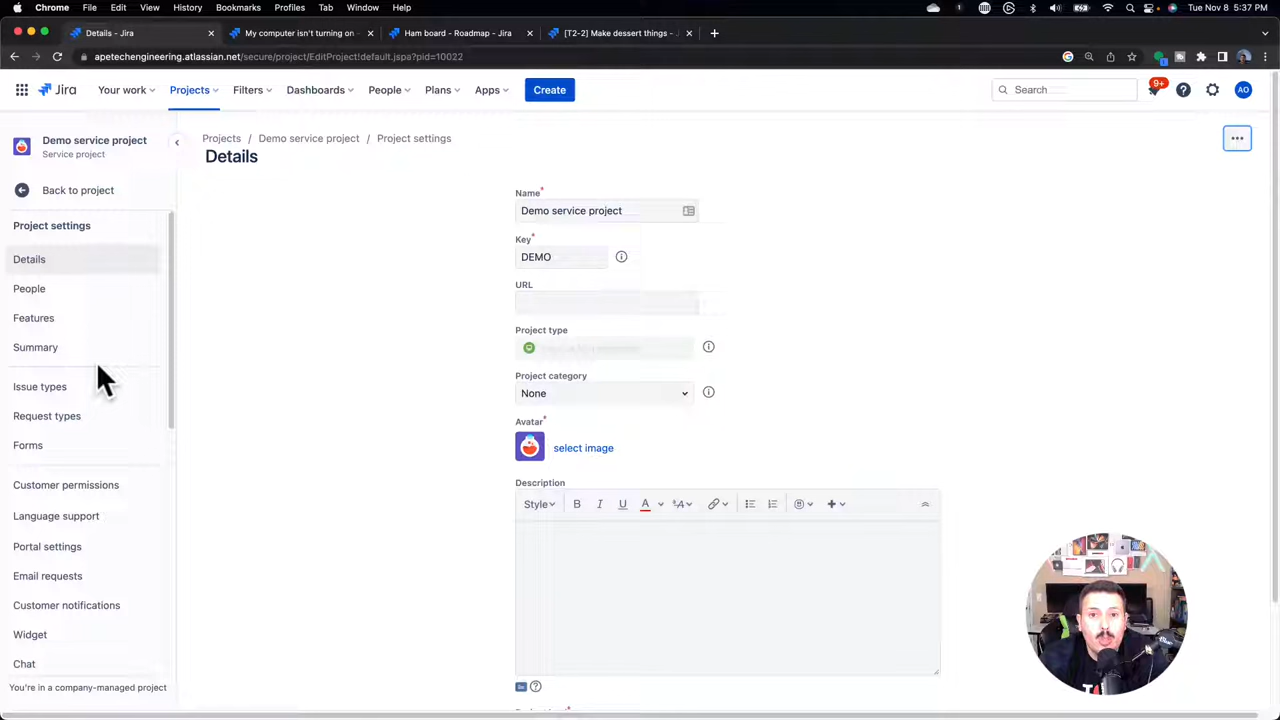 Chrome File Edit View History Bookmarks Profiles Tab Window Help Tue Nov 8 5:37 PM
Details - Jira
My computer isn't turning on -
Ham board - Roadmap - Jira
[T2-2] Make dessert things - J
apetechengineering.atlassian.net/secure/project/EditProject!default.jspa?pid=10022
Jira Your work Projects Filters Dashboards People Plans Apps Create Search 9+ AO
Demo service project
Service project
Back to project
Project settings
Details
People
Features
Summary
Issue types
Request types
Forms
Customer permissions
Language support
Portal settings
Email requests
Customer notifications
Widget
Chat
You're in a company-managed project
Projects / Demo service project / Project settings
Details
Name*
Demo service project
Key*
DEMO
URL
Project type
Project category
None
Avatar*
select image
Description
Style B I U A